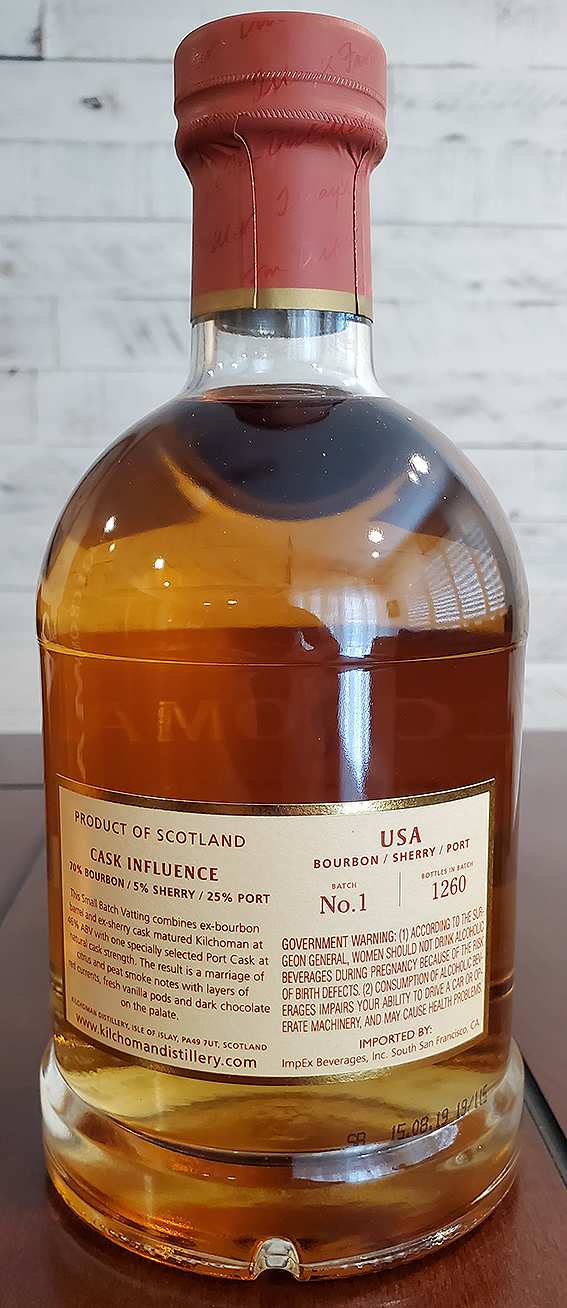 PRODUCT OF SCOTLAND
CASK INFLUENCE
70% BOURBON / 5% SHERRY / 25% PORT
This Small Batch Vatting combines ex-bourbon
barrel and ex-sherry cask matured Kilchoman at
46% ABV with one specially selected Port Cask at
natural cask strength. The result is a marriage of
citrus and peat smoke notes with layers of
red currents, fresh vanilla pods and dark chocolate
on the palate.
KILCHOMAN DISTILLERY, ISLE OF ISLAY, PA49 7UT, SCOTLAND
www.kilchomandistillery.com
USA
BOURBON / SHERRY / PORT
BATCH
No.1
BOTTLES IN BATCH
1260
GOVERNMENT WARNING: (1) ACCORDING TO THE SUR-
GEON GENERAL, WOMEN SHOULD NOT DRINK ALCOHOLIC
BEVERAGES DURING PREGNANCY BECAUSE OF THE RISK
OF BIRTH DEFECTS. (2) CONSUMPTION OF ALCOHOLIC BEV-
ERAGES IMPAIRS YOUR ABILITY TO DRIVE A CAR OR OP-
ERATE MACHINERY, AND MAY CAUSE HEALTH PROBLEMS
IMPORTED BY:
ImpEx Beverages, Inc. South San Francisco, CA.
SB 15.08.19 19/115